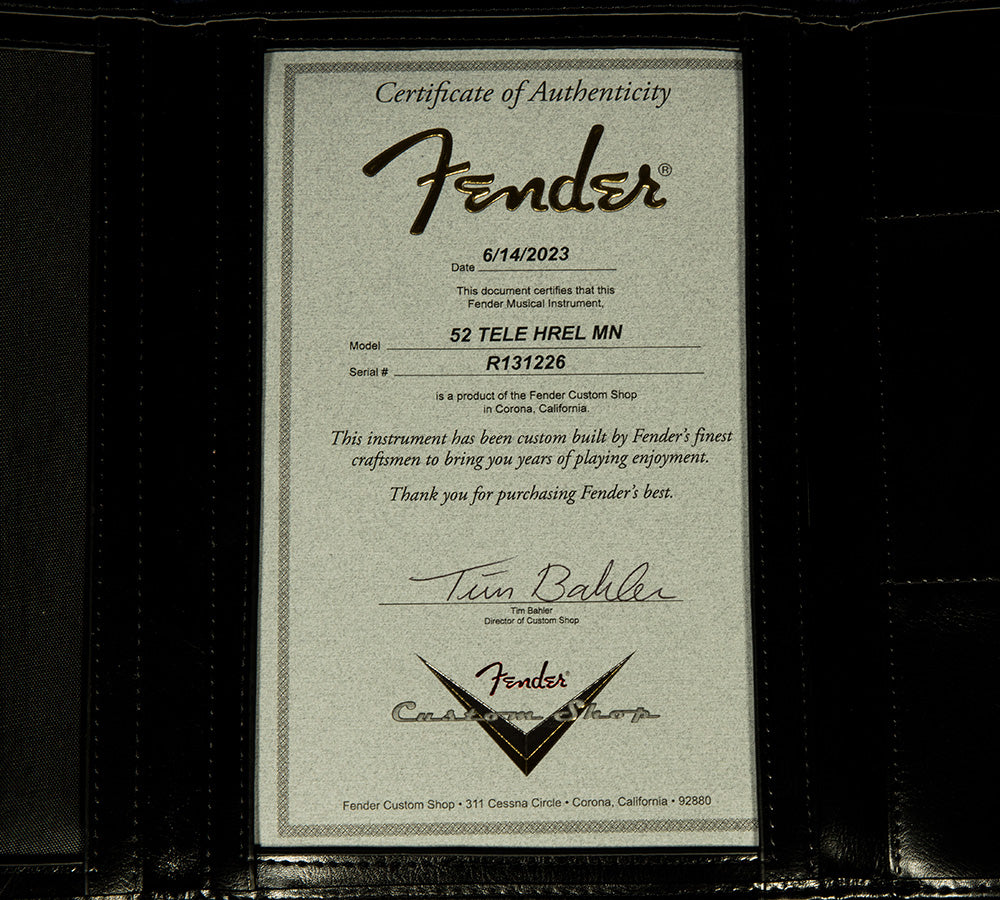 Certificate of Authenticity
Fender®
Date 6/14/2023
This document certifies that this
Fender Musical Instrument,
Model 52 TELE HREL MN
Serial # R131226
is a product of the Fender Custom Shop
in Corona, California.
This instrument has been custom built by Fender's finest
craftsmen to bring you years of playing enjoyment.
Thank you for purchasing Fender's best.
Tim Bahler
Tim Bahler
Director of Custom Shop
Fender®
Custom Shop
Fender Custom Shop • 311 Cessna Circle • Corona, California • 92880